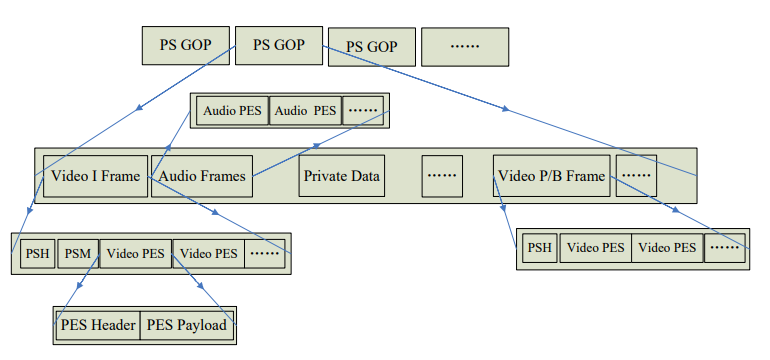 PS GOP PS GOP PS GOP ……
Audio PES Audio PES ……
Video I Frame Audio Frames Private Data …… Video P/B Frame ……
PSH PSM Video PES Video PES ……
PSH Video PES Video PES ……
PES Header PES Payload